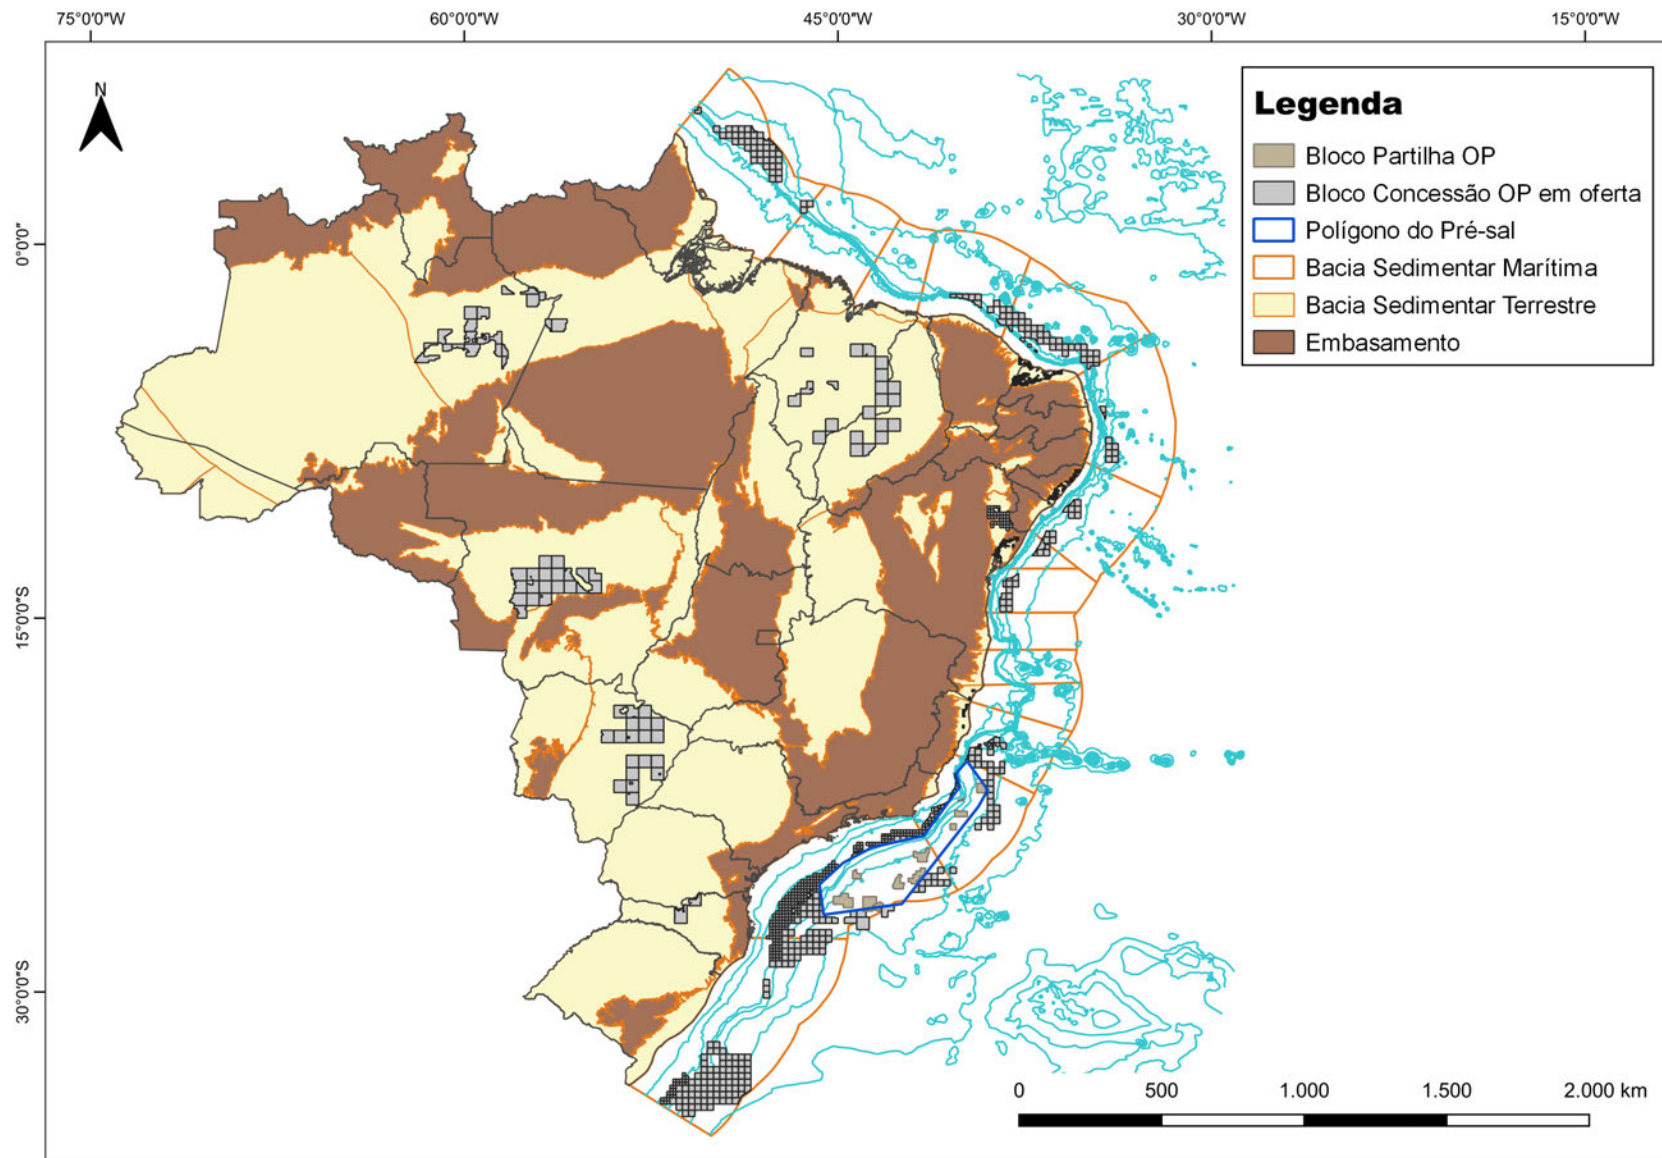 75°0'0"W 60°0'0"W 45°0'0"W 30°0'0"W 15°0'0"W
N
Legenda
Bloco Partilha OP
Bloco Concessão OP em oferta
Polígono do Pré-sal
Bacia Sedimentar Marítima
Bacia Sedimentar Terrestre
Embasamento
0°0'0"
15°0'0"S
30°0'0"S
0 500 1.000 1.500 2.000 km